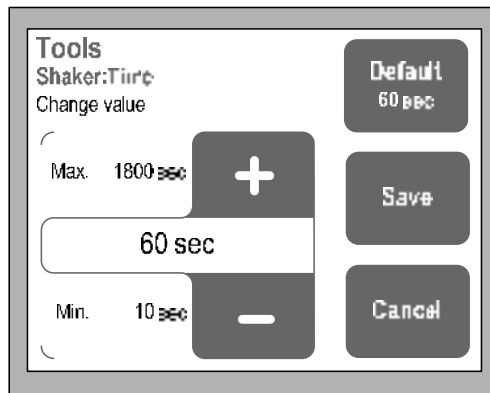 Tools
Shaker:Time
Change value
Max. 1800 sec
60 sec
Min. 10 sec
Default
60 sec
Save
Cancel